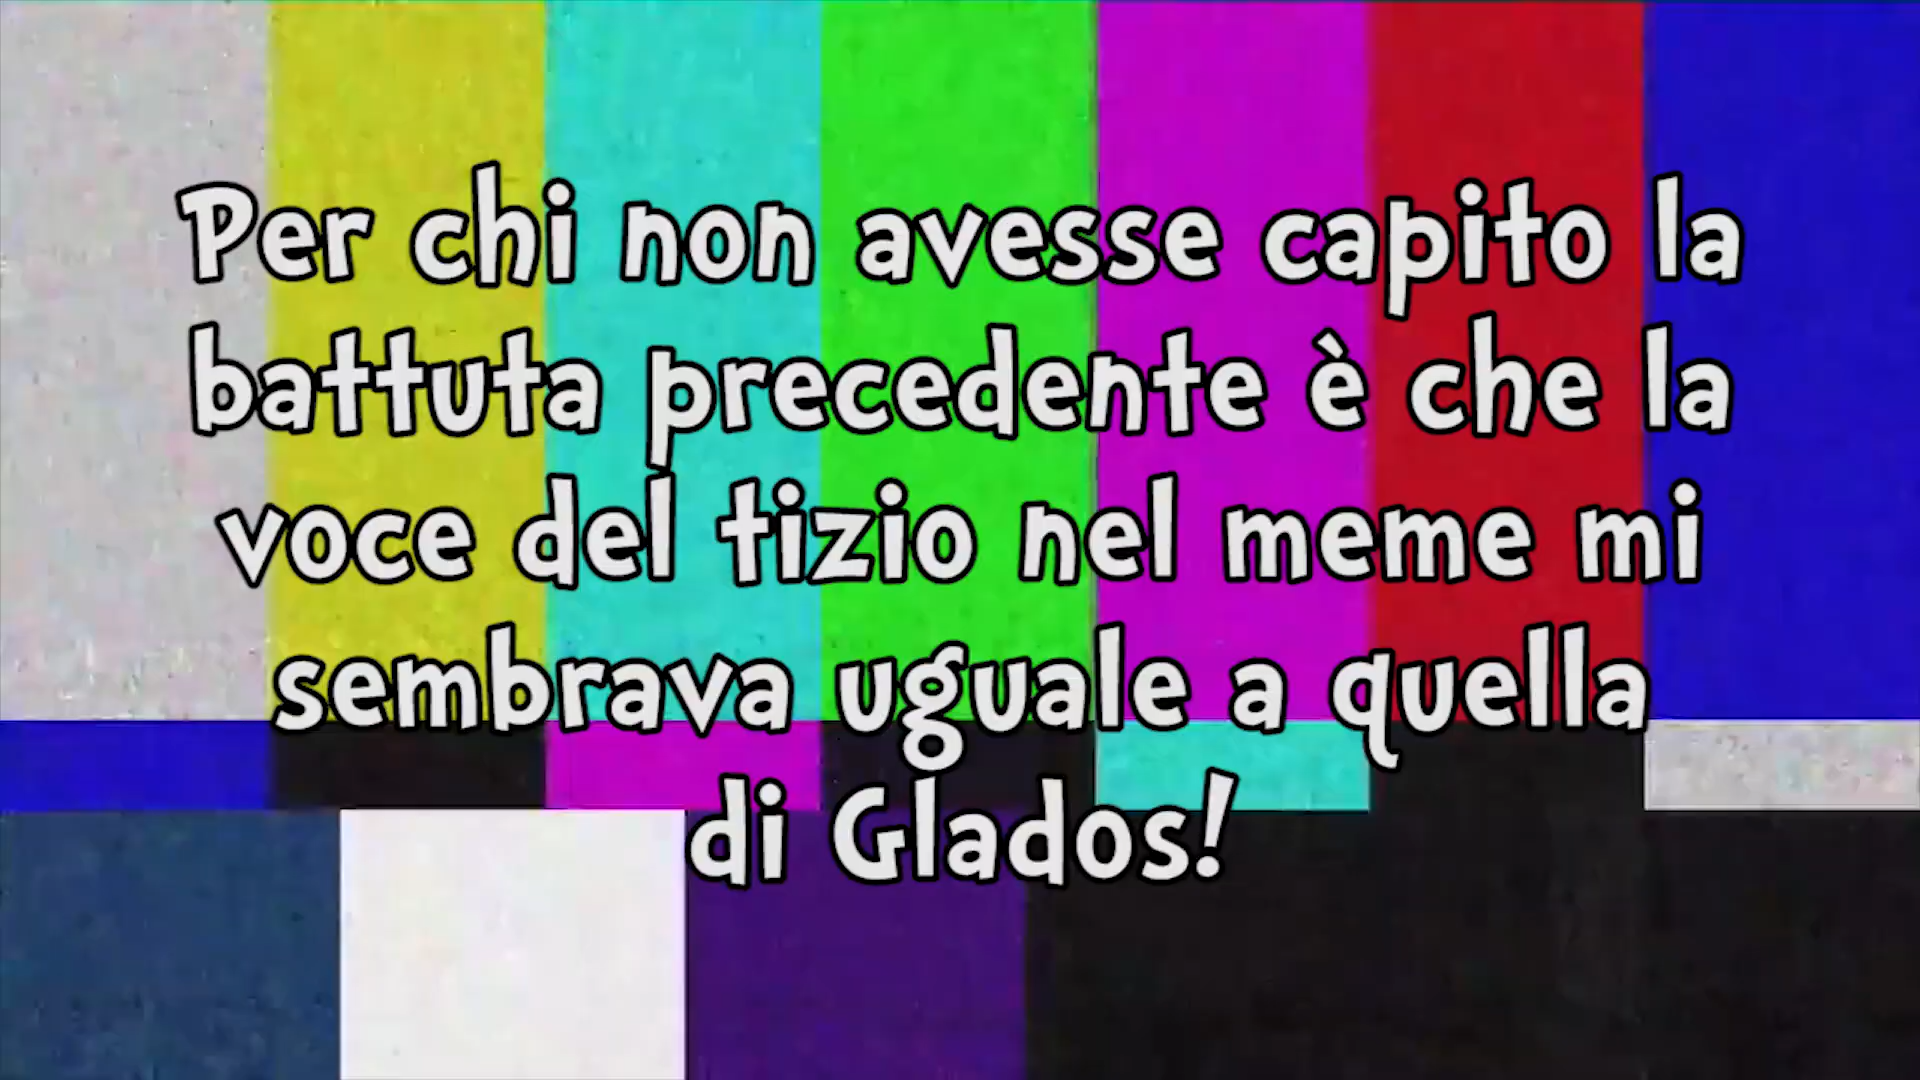 Per chi non avesse capito la
battuta precedente è che la
voce del tizio nel meme mi
sembrava uguale a quella
di Glados!